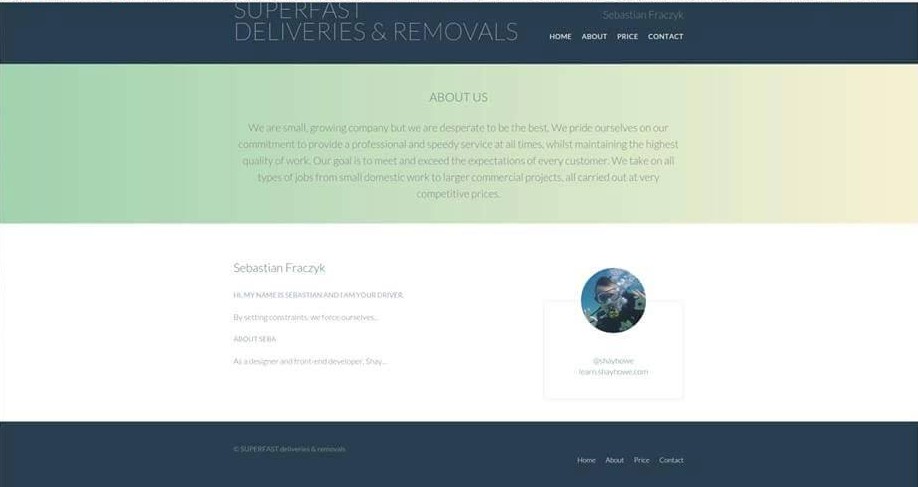 SUPERFAST
DELIVERIES & REMOVALS
Sebastian Fraczyk
HOME ABOUT PRICE CONTACT
ABOUT US
We are small, growing company but we are desperate to be the best. We pride ourselves on our
commitment to provide a professional and speedy service at all times, whilst maintaining the highest
quality of work. Our goal is to meet and exceed the expectations of every customer. We take on all
types of jobs from small domestic work to larger commercial projects, all carried out at very
competitive prices.
Sebastian Fraczyk
HI, MY NAME IS SEBASTIAN AND I AM YOUR DRIVER.
By setting constraints, we force ourselves...
ABOUT SEBA
As a designer and front-end developer, Shay...
@shayhowe
learn.shayhowe.com
© SUPERFAST deliveries & removals
Home About Price Contact